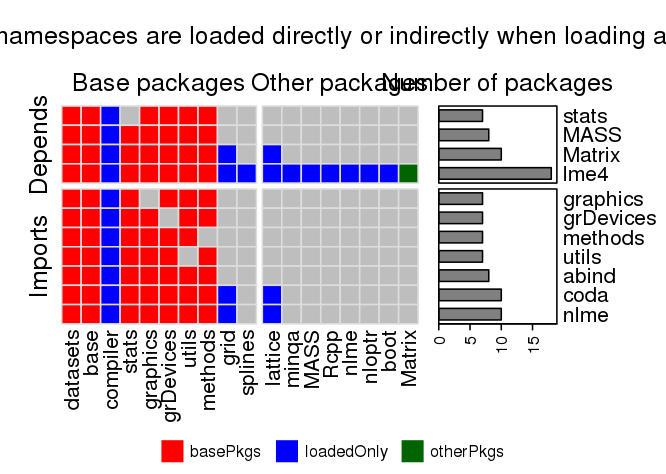 namespaces are loaded directly or indirectly when loading a
Base packages
Other packages
Number of packages
Depends
Imports
stats
MASS
Matrix
lme4
graphics
grDevices
methods
utils
abind
coda
nlme
datasets
base
compiler
stats
graphics
grDevices
utils
methods
grid
splines
lattice
minqa
MASS
Rcpp
nlme
nloptr
boot
Matrix
0
5
10
15
basePkgs
loadedOnly
otherPkgs